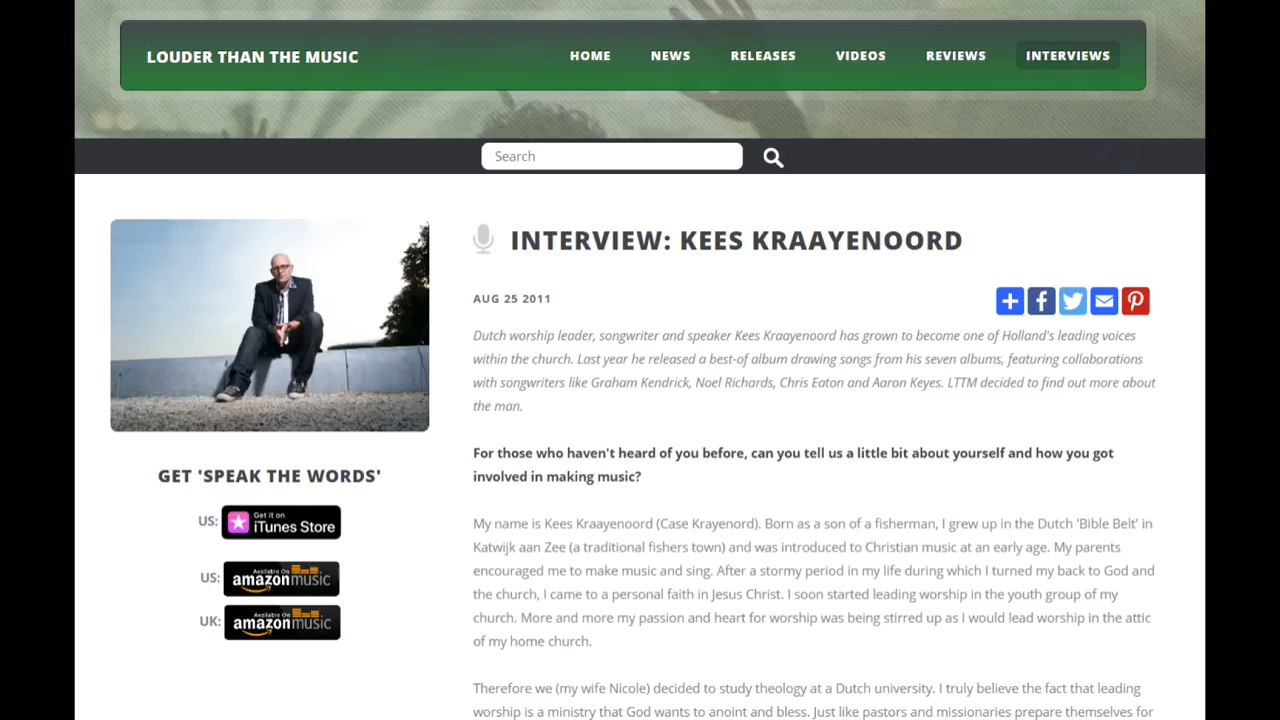 LOUDER THAN THE MUSIC
HOME NEWS RELEASES VIDEOS REVIEWS INTERVIEWS
Search
INTERVIEW: KEES KRAAYENOORD
AUG 25 2011
Dutch worship leader, songwriter and speaker Kees Kraayenoord has grown to become one of Holland's leading voices
within the church. Last year he released a best-of album drawing songs from his seven albums, featuring collaborations
with songwriters like Graham Kendrick, Noel Richards, Chris Eaton and Aaron Keyes. LTTM decided to find out more about
the man.
For those who haven't heard of you before, can you tell us a little bit about yourself and how you got
involved in making music?
My name is Kees Kraayenoord (Case Krayenord). Born as a son of a fisherman, I grew up in the Dutch 'Bible Belt' in
Katwijk aan Zee (a traditional fishers town) and was introduced to Christian music at an early age. My parents
encouraged me to make music and sing. After a stormy period in my life during which I turned my back to God and
the church, I came to a personal faith in Jesus Christ. I soon started leading worship in the youth group of my
church. More and more my passion and heart for worship was being stirred up as I would lead worship in the attic
of my home church.
Therefore we (my wife Nicole) decided to study theology at a Dutch university. I truly believe the fact that leading
worship is a ministry that God wants to anoint and bless. Just like pastors and missionaries prepare themselves for
GET 'SPEAK THE WORDS'
US: Get it on
iTunes Store
US: Available On
amazonmusic
UK: Available On
amazonmusic